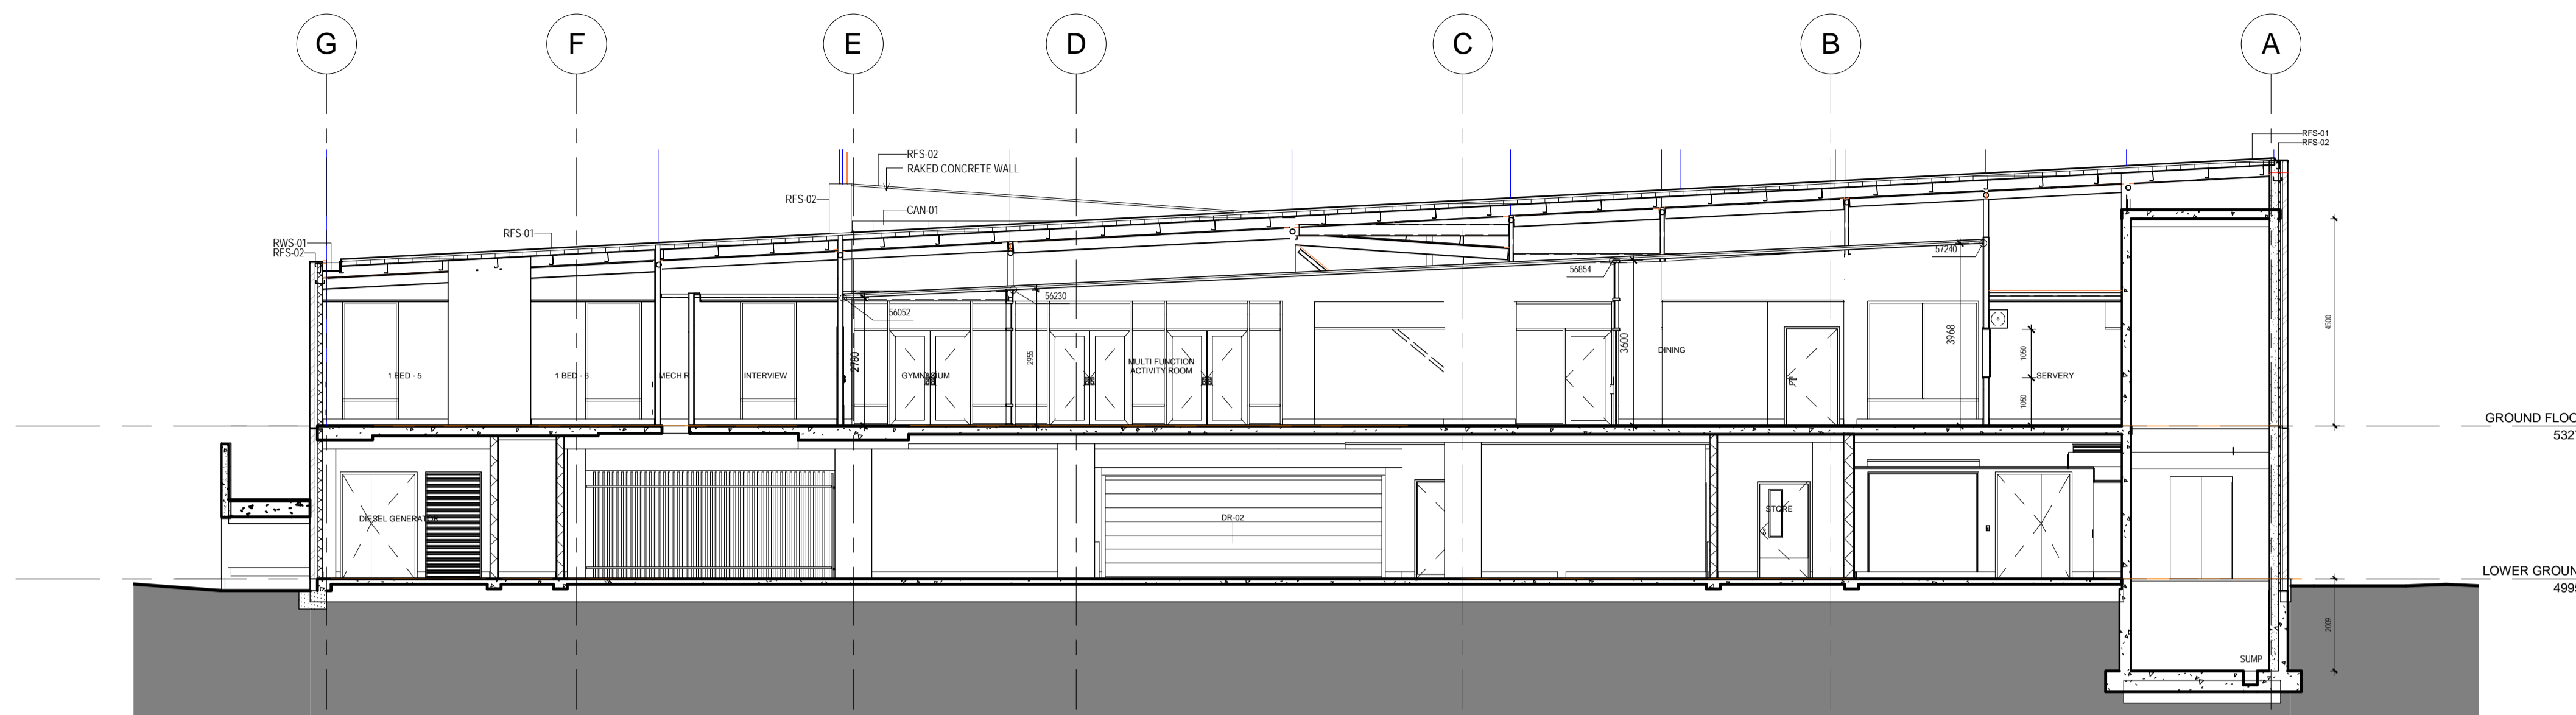 G
F
E
D
C
B
A
RFS-01
RFS-02
RFS-02
RAKED CONCRETE WALL
RFS-02
CAN-01
RFS-01
RWS-01
RFS-02
57240
56854
56230
56052
4500
2780
2955
3600
3968
1050
1050
1 BED - 5
1 BED - 6
MECH R
INTERVIEW
GYMNASIUM
MULTI FUNCTION
ACTIVITY ROOM
DINING
SERVERY
GROUND FLOO
532
DIESEL GENERATOR
DR-02
STORE
LOWER GROUN
499
2009
SUMP